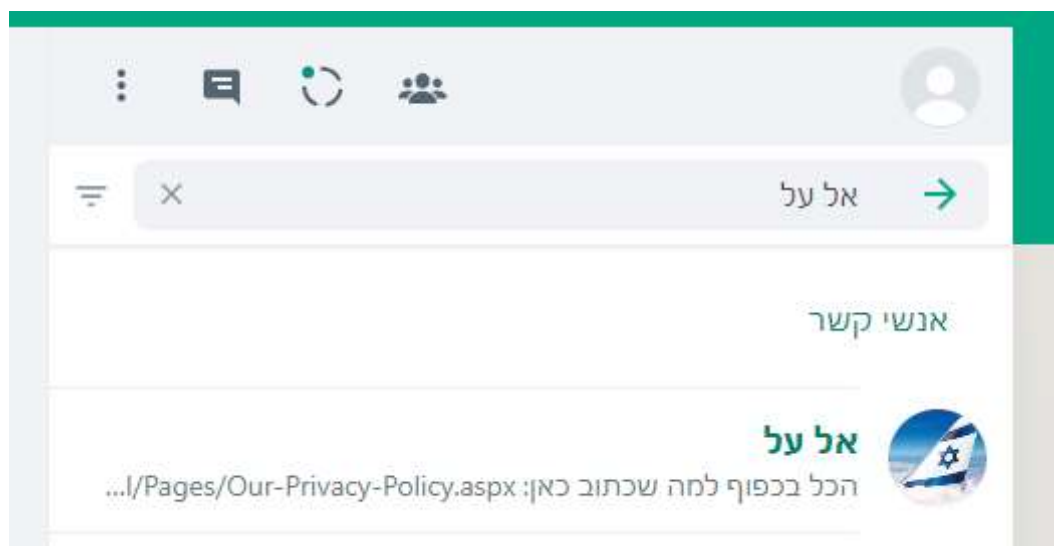 אל על
אנשי קשר
אל על
הכל בכפוף למה שכתוב כאן: l/Pages/Our-Privacy-Policy.aspx...